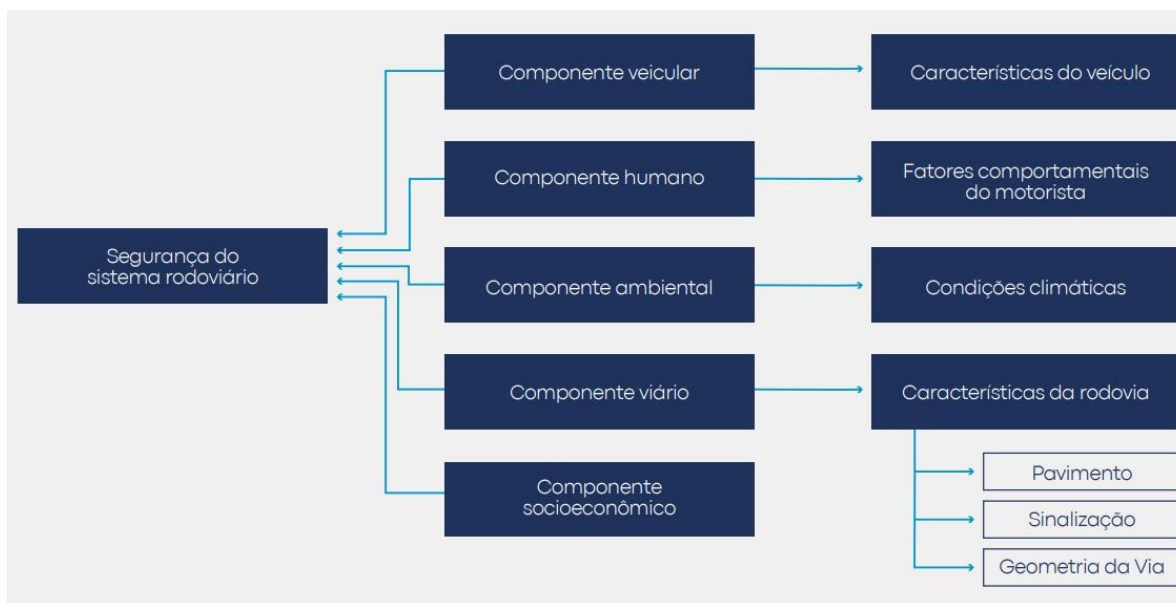 Segurança do
sistema rodoviário
Componente veicular
Características do veículo
Componente humano
Fatores comportamentais
do motorista
Componente ambiental
Condições climáticas
Componente viário
Características da rodovia
Pavimento
Sinalização
Geometria da Via
Componente
socioeconômico